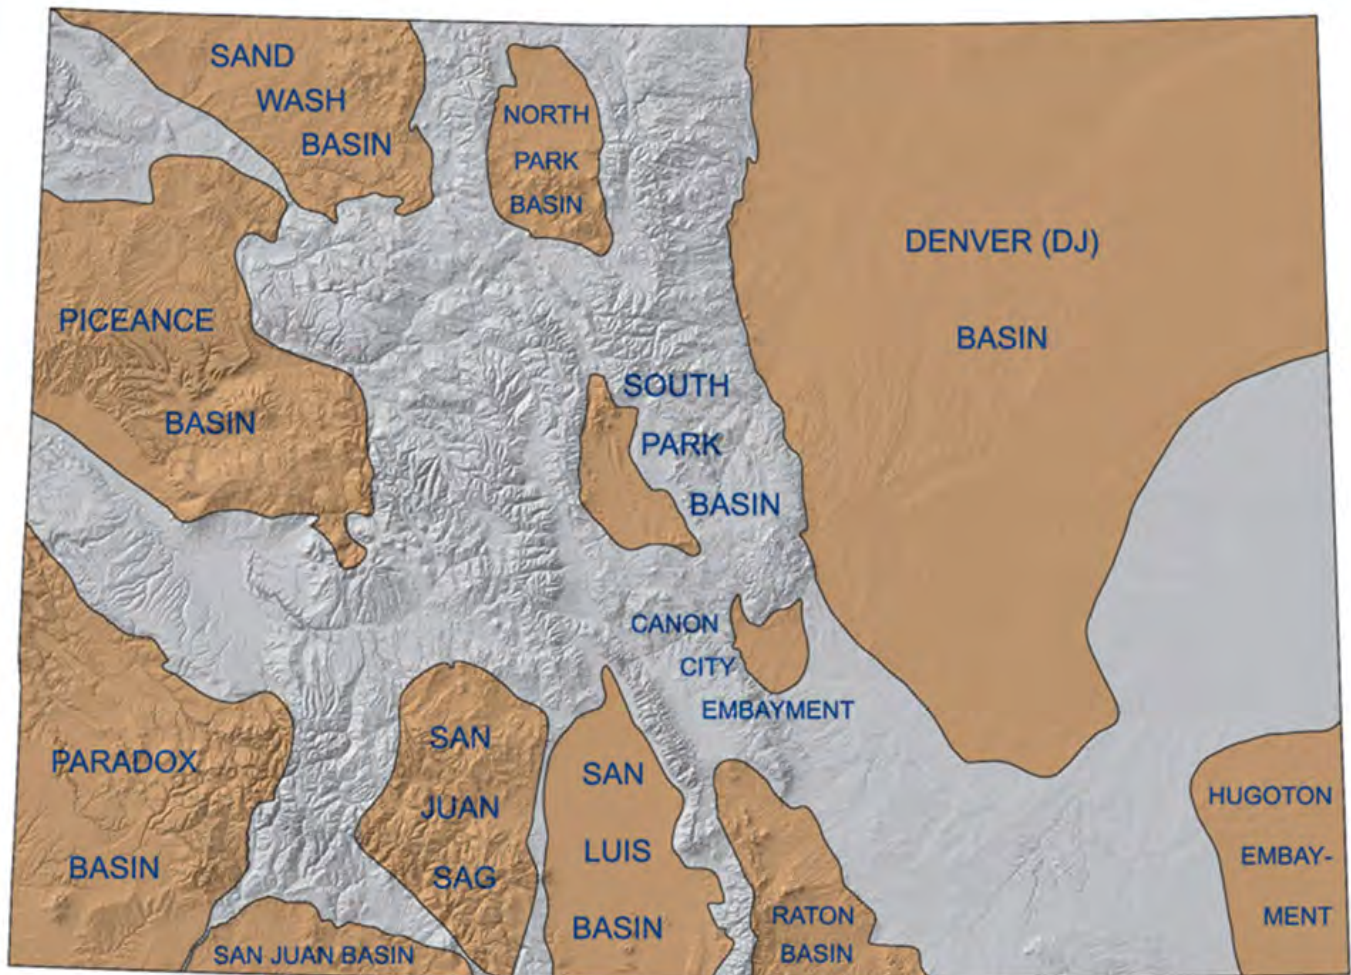 SAND
WASH
BASIN
NORTH
PARK
BASIN
DENVER (DJ)
BASIN
PICEANCE
BASIN
SOUTH
PARK
BASIN
CANON
CITY
EMBAYMENT
PARADOX
BASIN
SAN
JUAN
SAG
SAN
LUIS
BASIN
HUGOTON
EMBAY-
MENT
RATON
BASIN
SAN JUAN BASIN